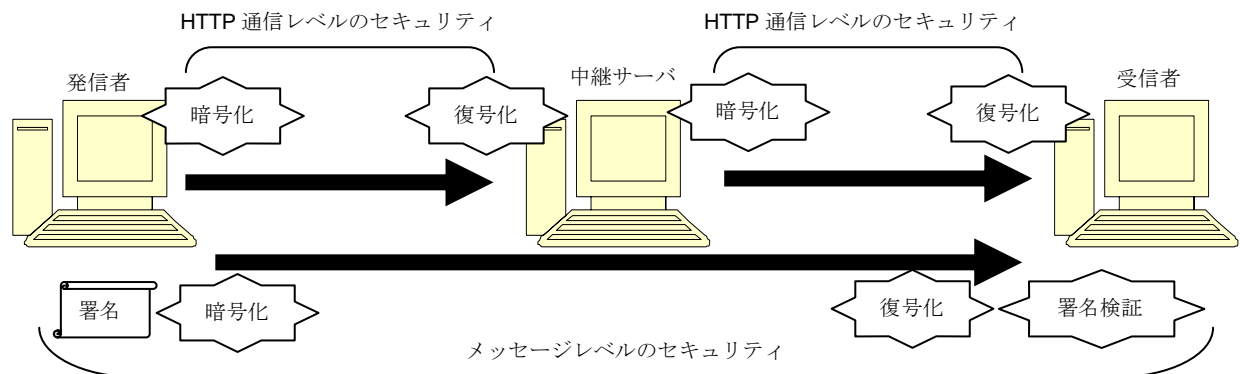 HTTP 通信レベルのセキュリティ
HTTP 通信レベルのセキュリティ
発信者
中継サーバ
受信者
暗号化
復号化
暗号化
復号化
署名
暗号化
復号化
署名検証
メッセージレベルのセキュリティ